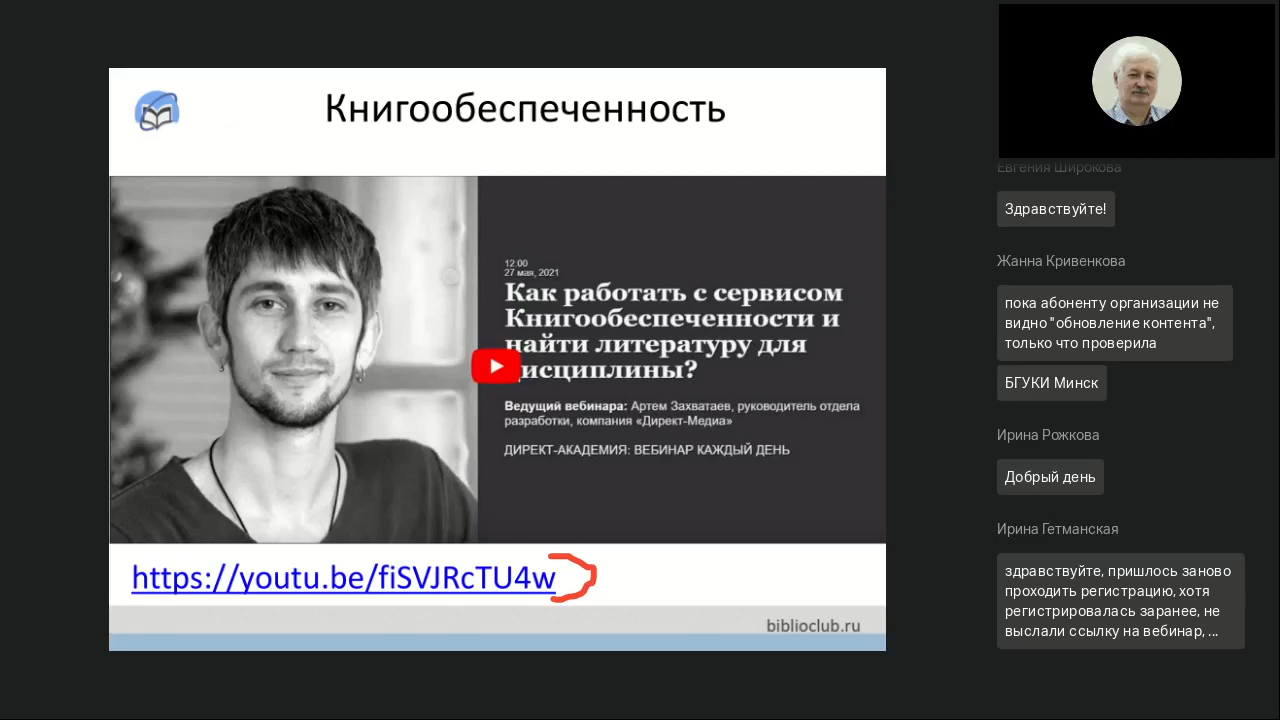 Книгообеспеченность
12:00
27 мая, 2021
Как работать с сервисом
Книгообеспеченности и
найти литературу для
дисциплины?
Ведущий вебинара: Артем Захватаев, руководитель отдела
разработки, компания «Директ-Медиа»
ДИРЕКТ-АКАДЕМИЯ: ВЕБИНАР КАЖДЫЙ ДЕНЬ
https://youtu.be/fiSVJRcTU4w
biblioclub.ru
Евгения Широкова
Здравствуйте!
Жанна Кривенкова
пока абоненту организации не
видно "обновление контента",
только что проверила
БГУКИ Минск
Ирина Рожкова
Добрый день
Ирина Гетманская
здравствуйте, пришлось заново
проходить регистрацию, хотя
регистрировалась заранее, не
выслали ссылку на вебинар, ...